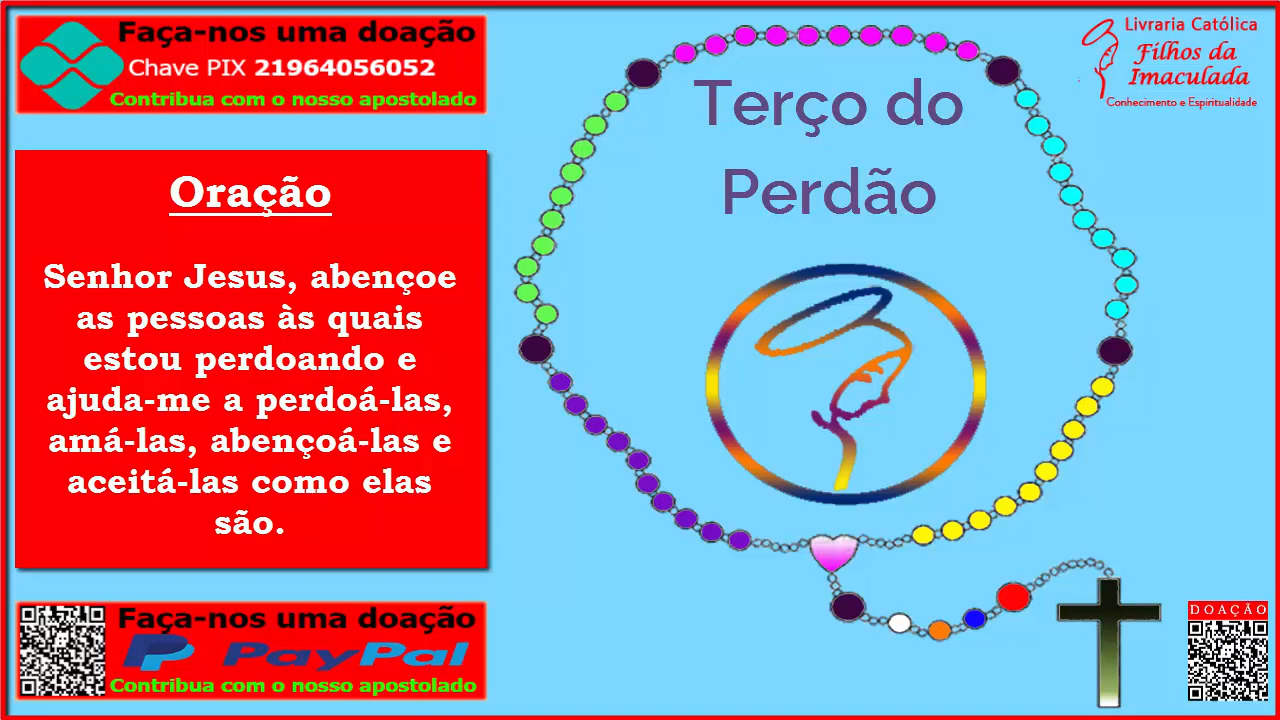 Faça-nos uma doação
Chave PIX 21964056052
Contribua com o nosso apostolado
Livraria Católica
Filhos da
Imaculada
Conhecimento e Espiritualidade
Terço do
Perdão
Oração
Senhor Jesus, abençoe
as pessoas às quais
estou perdoando e
ajuda-me a perdoá-las,
amá-las, abençoá-las e
aceitá-las como elas
são.
Faça-nos uma doação
PayPal
Contribua com o nosso apostolado
DOAÇÃO